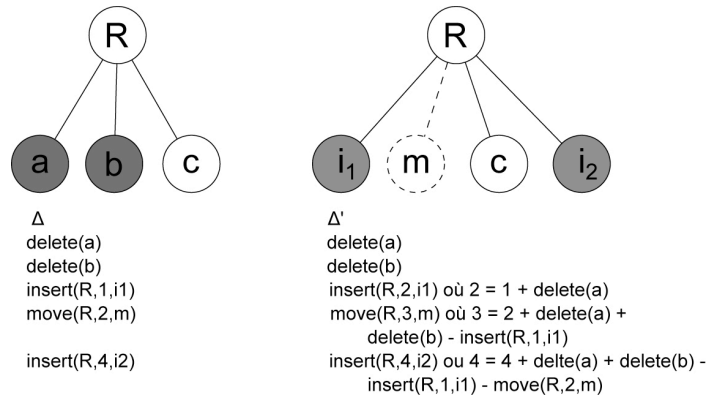 R
R
a b c
i1 m c i2
Δ
delete(a)
delete(b)
insert(R,1,i1)
move(R,2,m)
insert(R,4,i2)
Δ'
delete(a)
delete(b)
insert(R,2,i1) où 2 = 1 + delete(a)
move(R,3,m) où 3 = 2 + delete(a) +
delete(b) - insert(R,1,i1)
insert(R,4,i2) ou 4 = 4 + delte(a) + delete(b) -
insert(R,1,i1) - move(R,2,m)